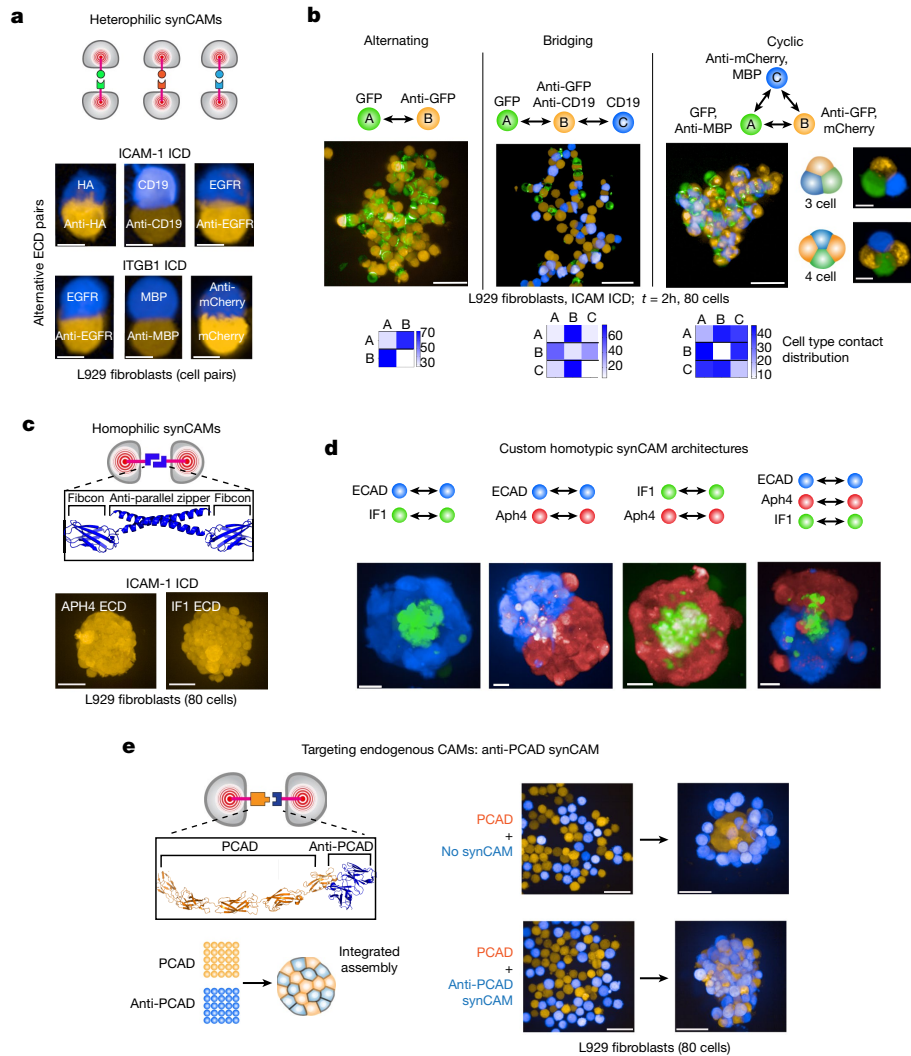 a
Heterophilic synCAMs
Alternative ECD pairs
ICAM-1 ICD
HA
CD19
EGFR
Anti-HA
Anti-CD19
Anti-EGFR
ITGB1 ICD
EGFR
MBP
Anti-
mCherry
Anti-EGFR
Anti-MBP
mCherry
L929 fibroblasts (cell pairs)
b
Alternating
GFP
Anti-GFP
A
B
Bridging
GFP
Anti-GFP
Anti-CD19
CD19
A
B
C
Cyclic
Anti-mCherry,
MBP
C
GFP,
Anti-MBP
Anti-GFP,
mCherry
A
B
3 cell
4 cell
L929 fibroblasts, ICAM ICD; t = 2h, 80 cells
A B
A
B
70
50
30
A B C
A
B
C
60
40
20
A B C
A
B
C
40
30
20
10
Cell type contact
distribution
c
Homophilic synCAMs
Fibcon Anti-parallel zipper Fibcon
ICAM-1 ICD
APH4 ECD
IF1 ECD
L929 fibroblasts (80 cells)
d
Custom homotypic synCAM architectures
ECAD
IF1
ECAD
Aph4
IF1
Aph4
ECAD
Aph4
IF1
e
Targeting endogenous CAMs: anti-PCAD synCAM
PCAD
Anti-PCAD
PCAD
Anti-PCAD
Integrated
assembly
PCAD
+
No synCAM
PCAD
+
Anti-PCAD
synCAM
L929 fibroblasts (80 cells)